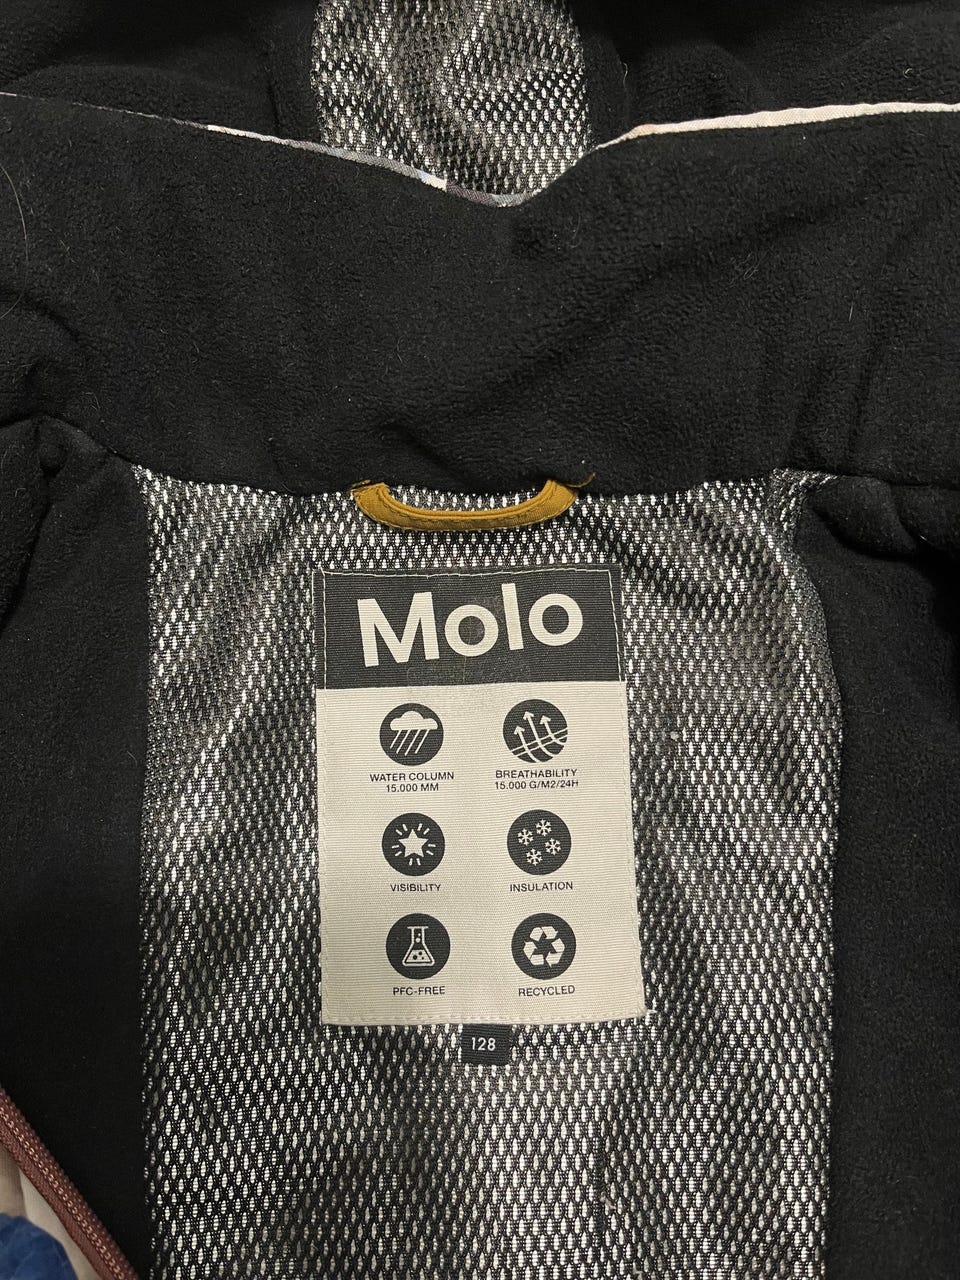 Molo
WATER COLUMN
15.000 MM
BREATHABILITY
15.000 G/M2/24H
VISIBILITY
INSULATION
PFC-FREE
RECYCLED
128